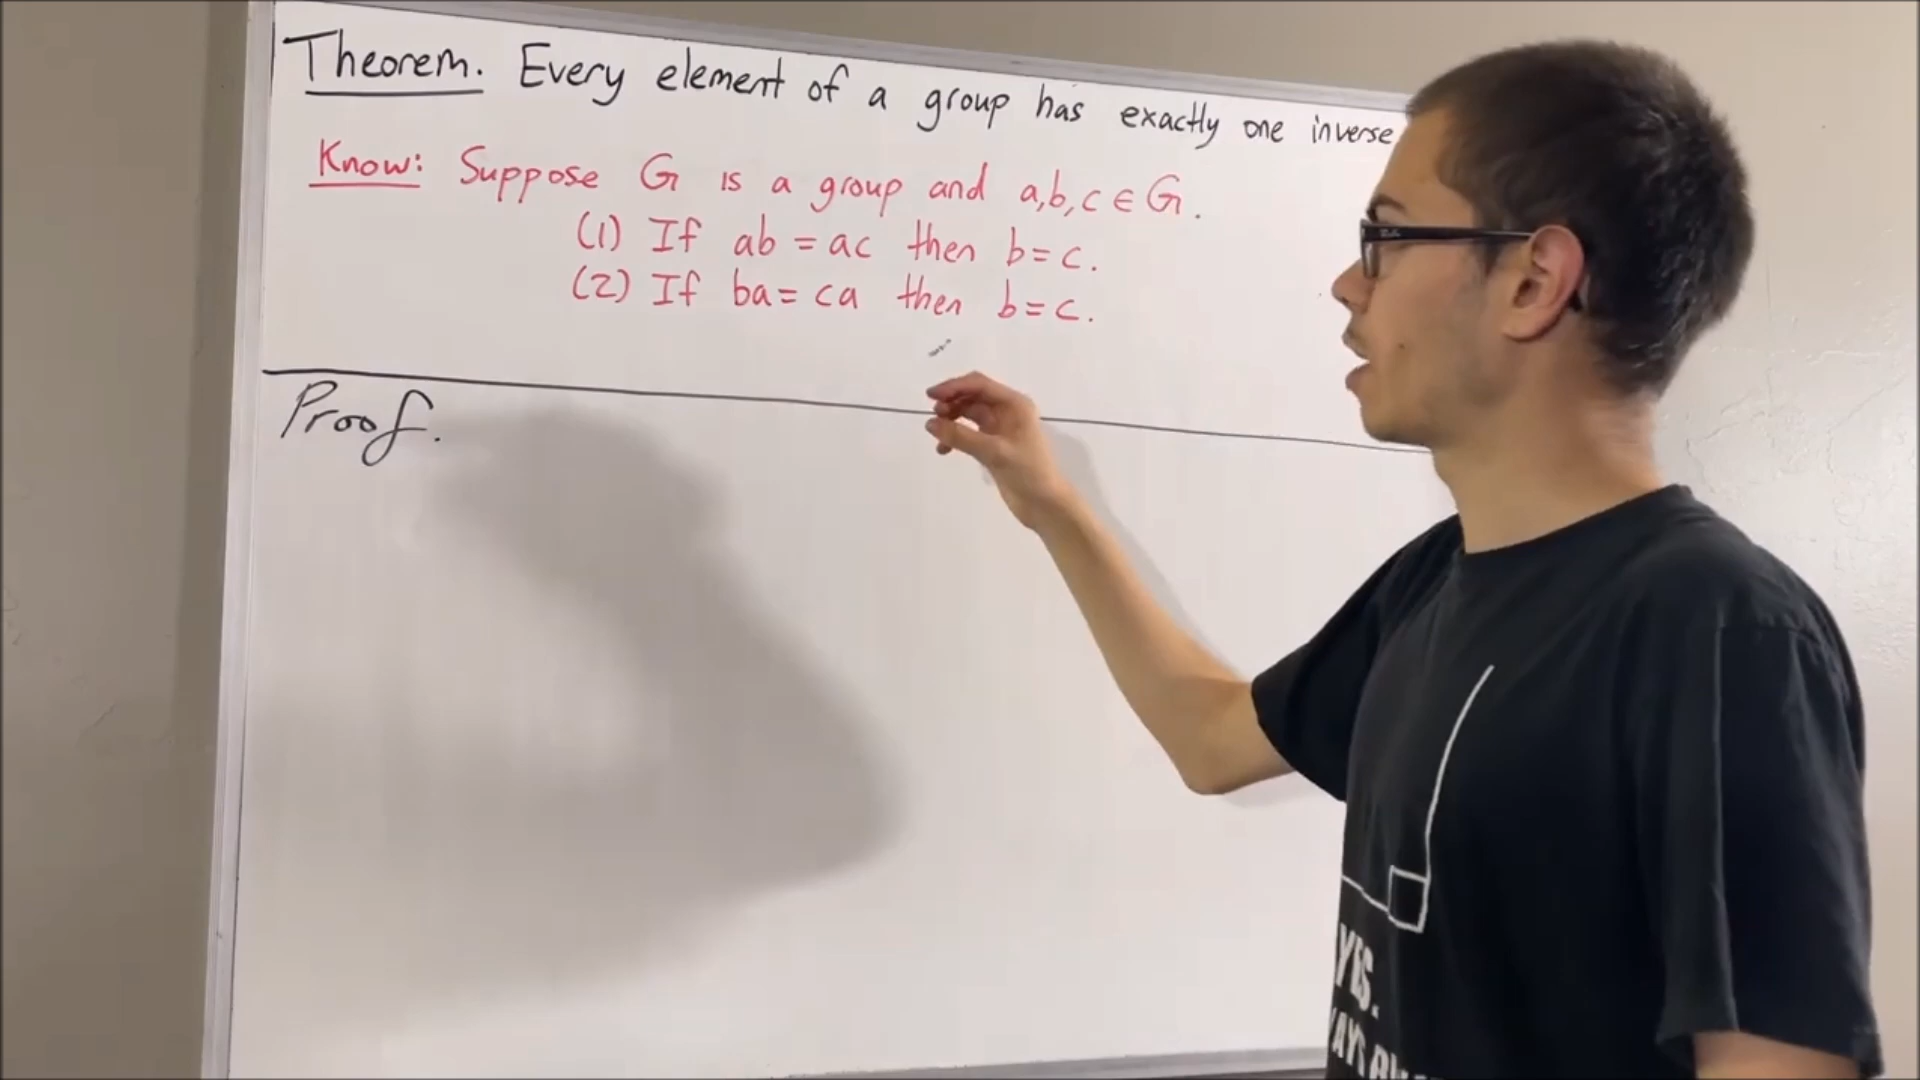 Theorem. Every element of a group has exactly one inverse
Know: Suppose G is a group and a,b,c ∈ G.
(1) If ab = ac then b = c.
(2) If ba = ca then b = c.
Proof.
YES.